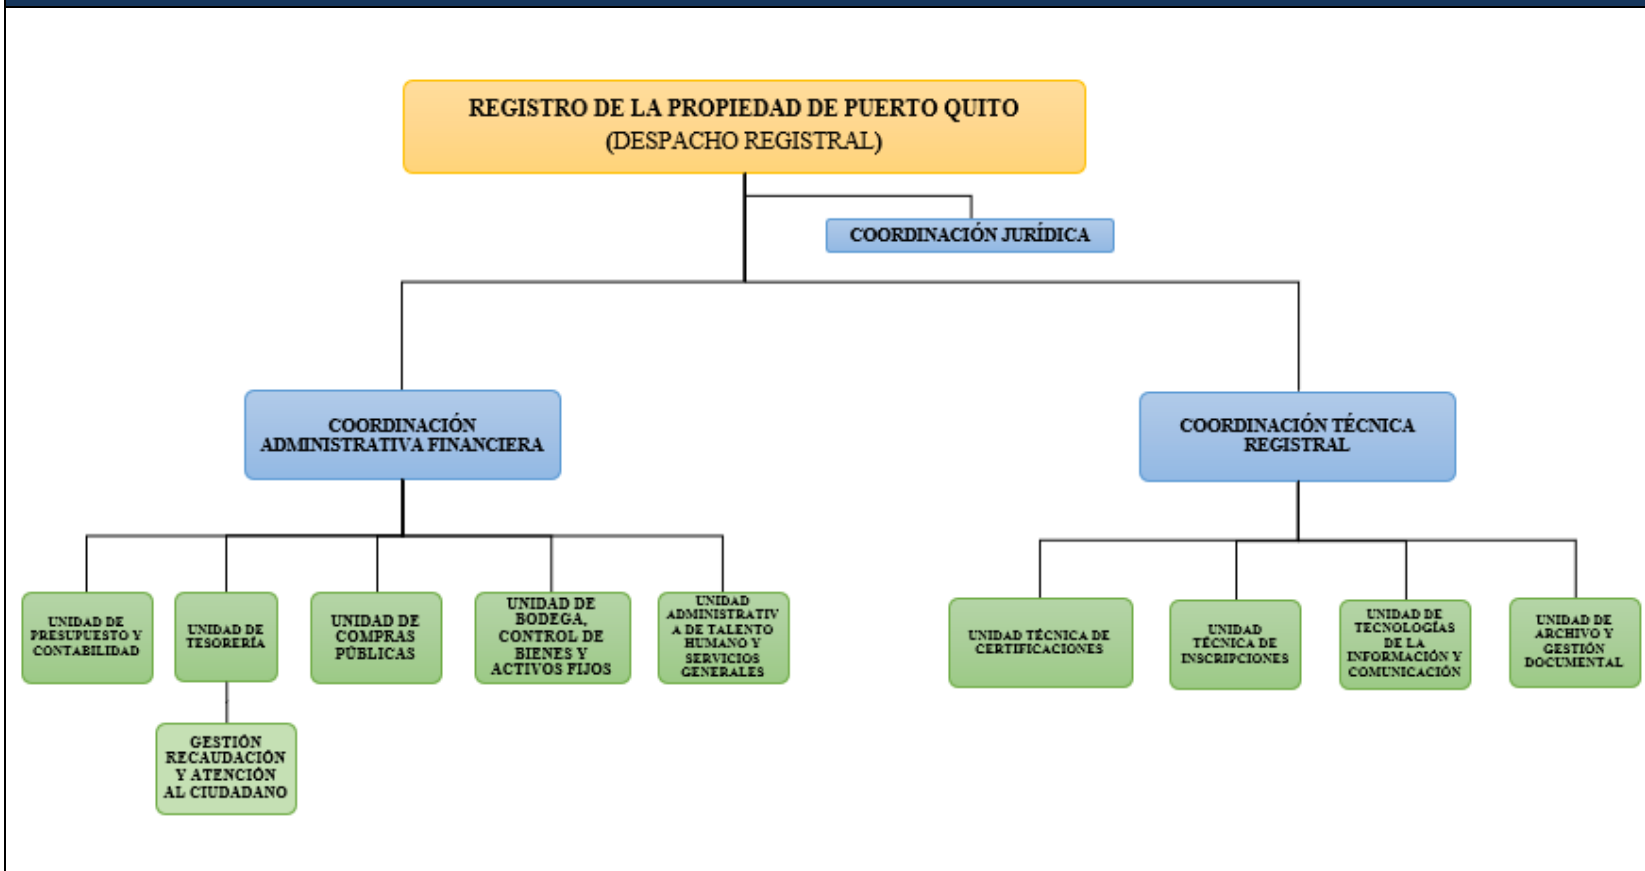 REGISTRO DE LA PROPIEDAD DE PUERTO QUITO
(DESPACHO REGISTRAL)
COORDINACIÓN JURÍDICA
COORDINACIÓN
ADMINISTRATIVA FINANCIERA
COORDINACIÓN TÉCNICA
REGISTRAL
UNIDAD DE
PRESUPUESTO Y
CONTABILIDAD
UNIDAD DE
TESORERÍA
UNIDAD DE
COMPRAS
PÚBLICAS
UNIDAD DE
BODEGA,
CONTROL DE
BIENES Y
ACTIVOS FIJOS
UNIDAD
ADMINISTRATIV
A DE TALENTO
HUMANO Y
SERVICIOS
GENERALES
UNIDAD TÉCNICA DE
CERTIFICACIONES
UNIDAD
TÉCNICA DE
INSCRIPCIONES
UNIDAD DE
TECNOLOGÍAS
DE LA
INFORMACIÓN Y
COMUNICACIÓN
UNIDAD DE
ARCHIVO Y
GESTIÓN
DOCUMENTAL
GESTIÓN
RECAUDACIÓN
Y ATENCIÓN
AL CIUDADANO